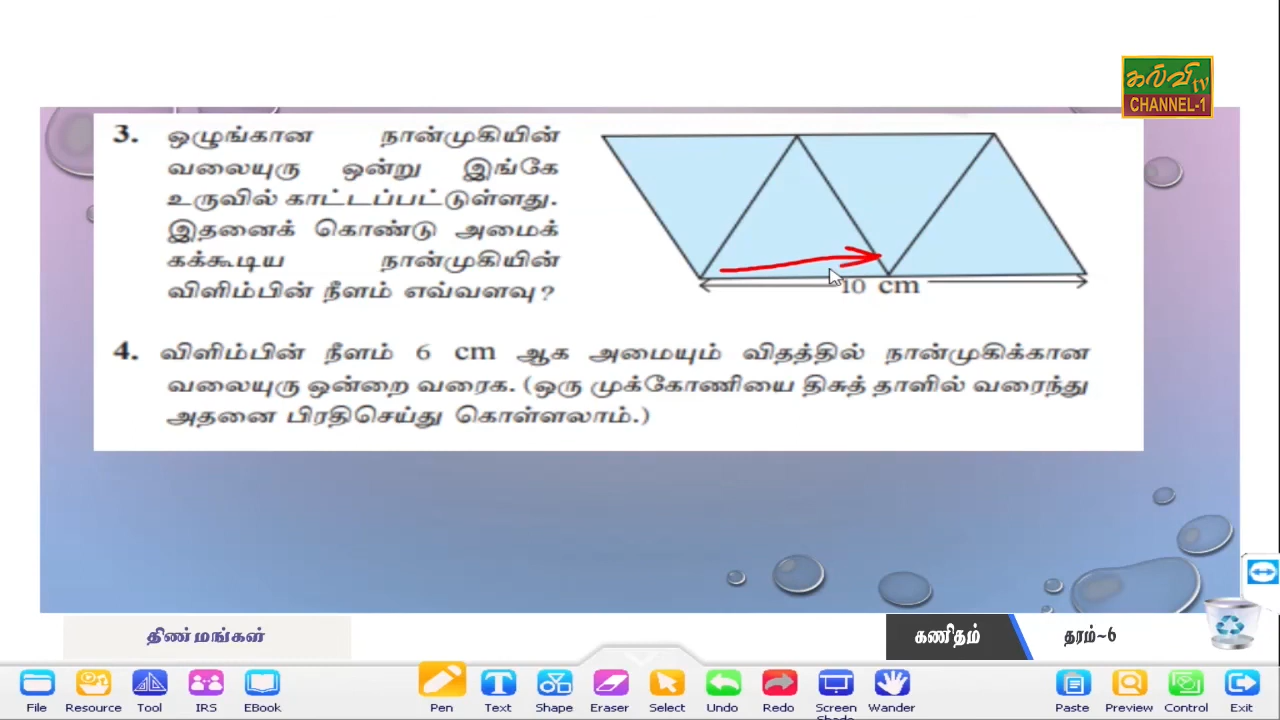 கல்வி tv
CHANNEL-1
3. ஒழுங்கான நான்முகியின்
வலையுரு ஒன்று இங்கே
உருவில் காட்டப்பட்டுள்ளது.
இதனைக் கொண்டு அமைக்
கக்கூடிய நான்முகியின்
விளிம்பின் நீளம் எவ்வளவு?
10 cm
4. விளிம்பின் நீளம் 6 cm ஆக அமையும் விதத்தில் நான்முகிக்கான
வலையுரு ஒன்றை வரைக. (ஒரு முக்கோணியை திசுத் தாளில் வரைந்து
அதனை பிரதிசெய்து கொள்ளலாம்.)
திண்மங்கள்
கணிதம்
தரம்-6
File Resource Tool IRS EBook Pen Text Shape Eraser Select Undo Redo Screen Wander Paste Preview Control Exit